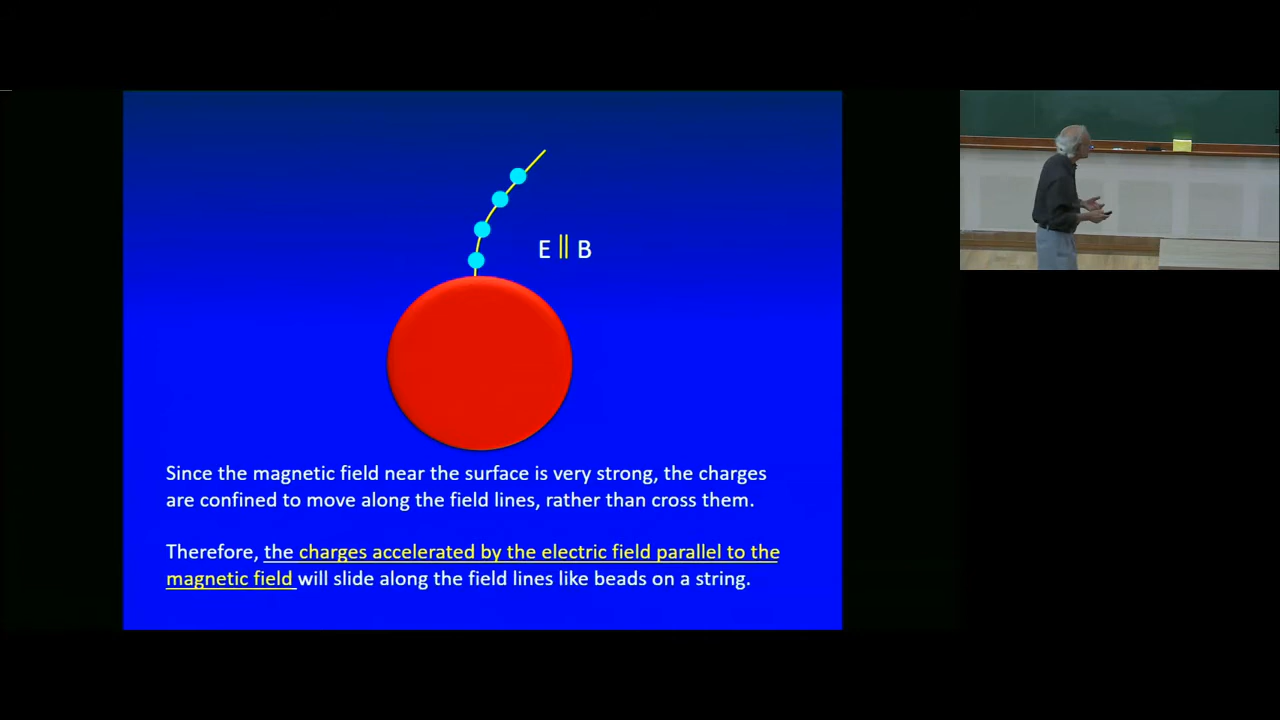 E || B
Since the magnetic field near the surface is very strong, the charges
are confined to move along the field lines, rather than cross them.
Therefore, the charges accelerated by the electric field parallel to the
magnetic field will slide along the field lines like beads on a string.